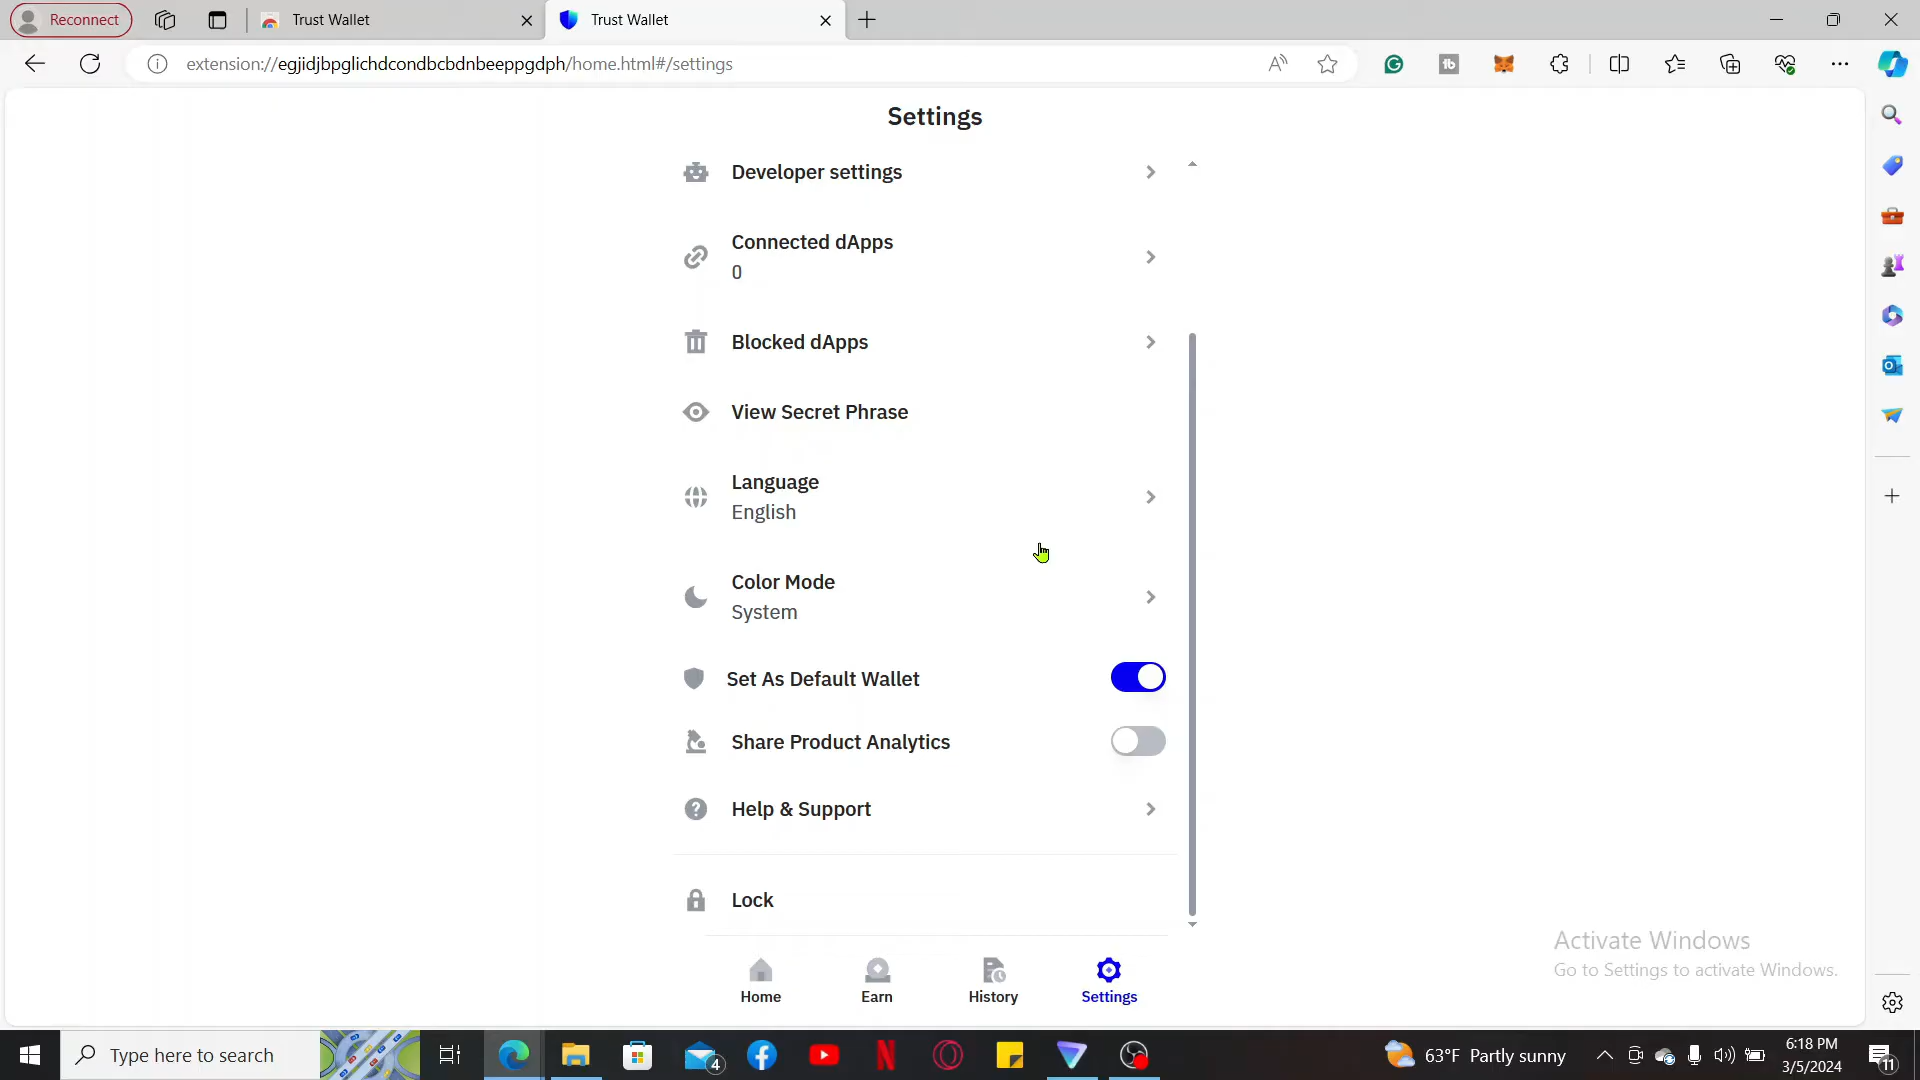 Reconnect
Trust Wallet
Trust Wallet
extension://egjidjbpglichdcondbcbdnbeeppgdph/home.html#/settings
Settings
Developer settings
Connected dApps
0
Blocked dApps
View Secret Phrase
Language
English
Color Mode
System
Set As Default Wallet
Share Product Analytics
Help & Support
Lock
Home
Earn
History
Settings
Activate Windows
Go to Settings to activate Windows.
Type here to search
4
63°F Partly sunny
6:18 PM
3/5/2024
11